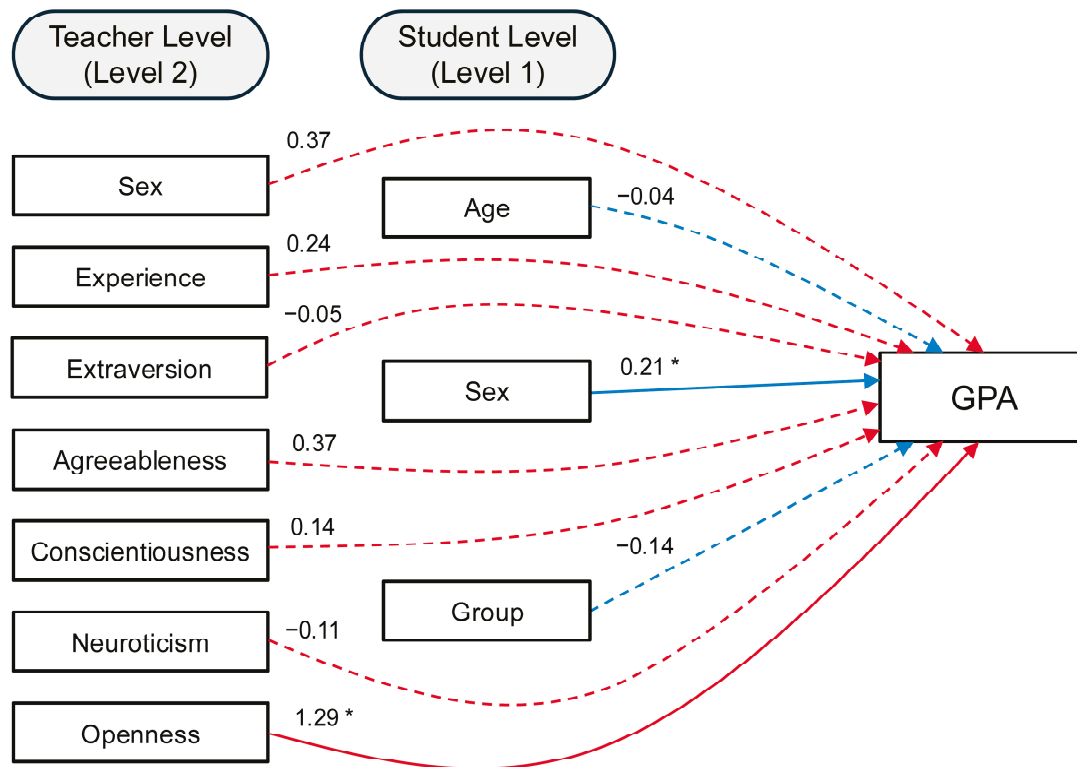 Teacher Level
(Level 2)
Student Level
(Level 1)
0.37
Sex
Age
−0.04
0.24
Experience
−0.05
Extraversion
Sex
0.21 *
GPA
0.37
Agreeableness
0.14
Conscientiousness
−0.14
Group
−0.11
Neuroticism
1.29 *
Openness